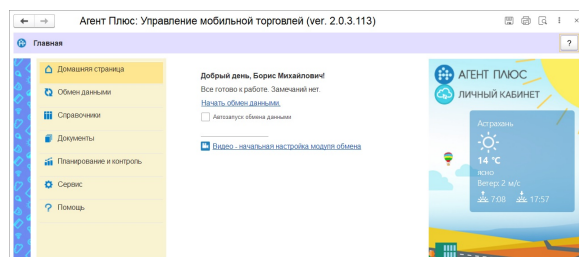 Агент Плюс: Управление мобильной торговлей (ver. 2.0.3.113)
Главная
?
Домашняя страница
Обмен данными
Справочники
Документы
Планирование и контроль
Сервис
Помощь
Добрый день, Борис Михайлович!
Все готово к работе. Замечаний нет.
Начать обмен данными.
Автозапуск обмена данными
Видео - начальная настройка модуля обмена
АГЕНТ ПЛЮС
ЛИЧНЫЙ КАБИНЕТ
Астрахань
14 °C
ясно
Ветер: 2 м/с
7:08 17:57